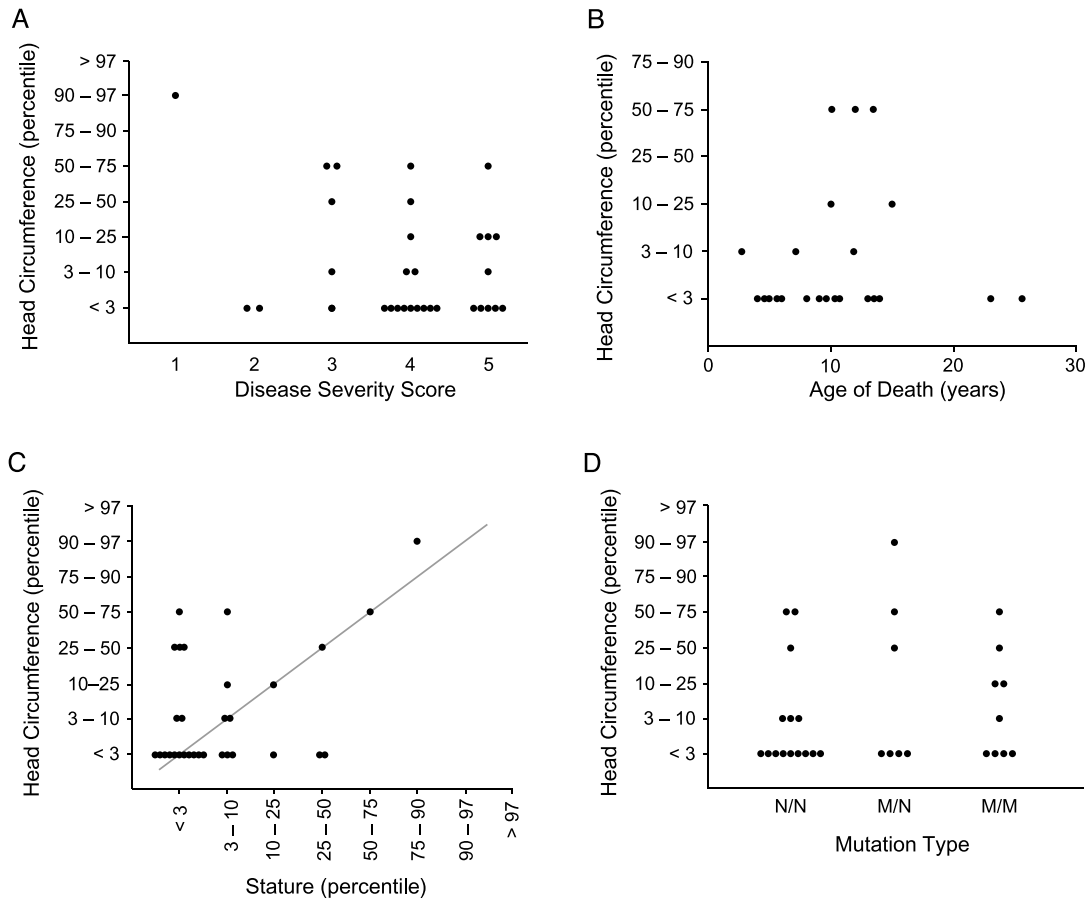 A
Head Circumference (percentile)
> 97
90 – 97
75 – 90
50 – 75
25 – 50
10 – 25
3 – 10
< 3
1 2 3 4 5
Disease Severity Score
B
Head Circumference (percentile)
75 – 90
50 – 75
25 – 50
10 – 25
3 – 10
< 3
0 10 20 30
Age of Death (years)
C
Head Circumference (percentile)
> 97
90 – 97
75 – 90
50 – 75
25 – 50
10–25
3 – 10
< 3
< 3
3 – 10
10 – 25
25 – 50
50 – 75
75 – 90
90 – 97
> 97
Stature (percentile)
D
Head Circumference (percentile)
> 97
90 – 97
75 – 90
50 – 75
25 – 50
10 – 25
3 – 10
< 3
N/N M/N M/M
Mutation Type